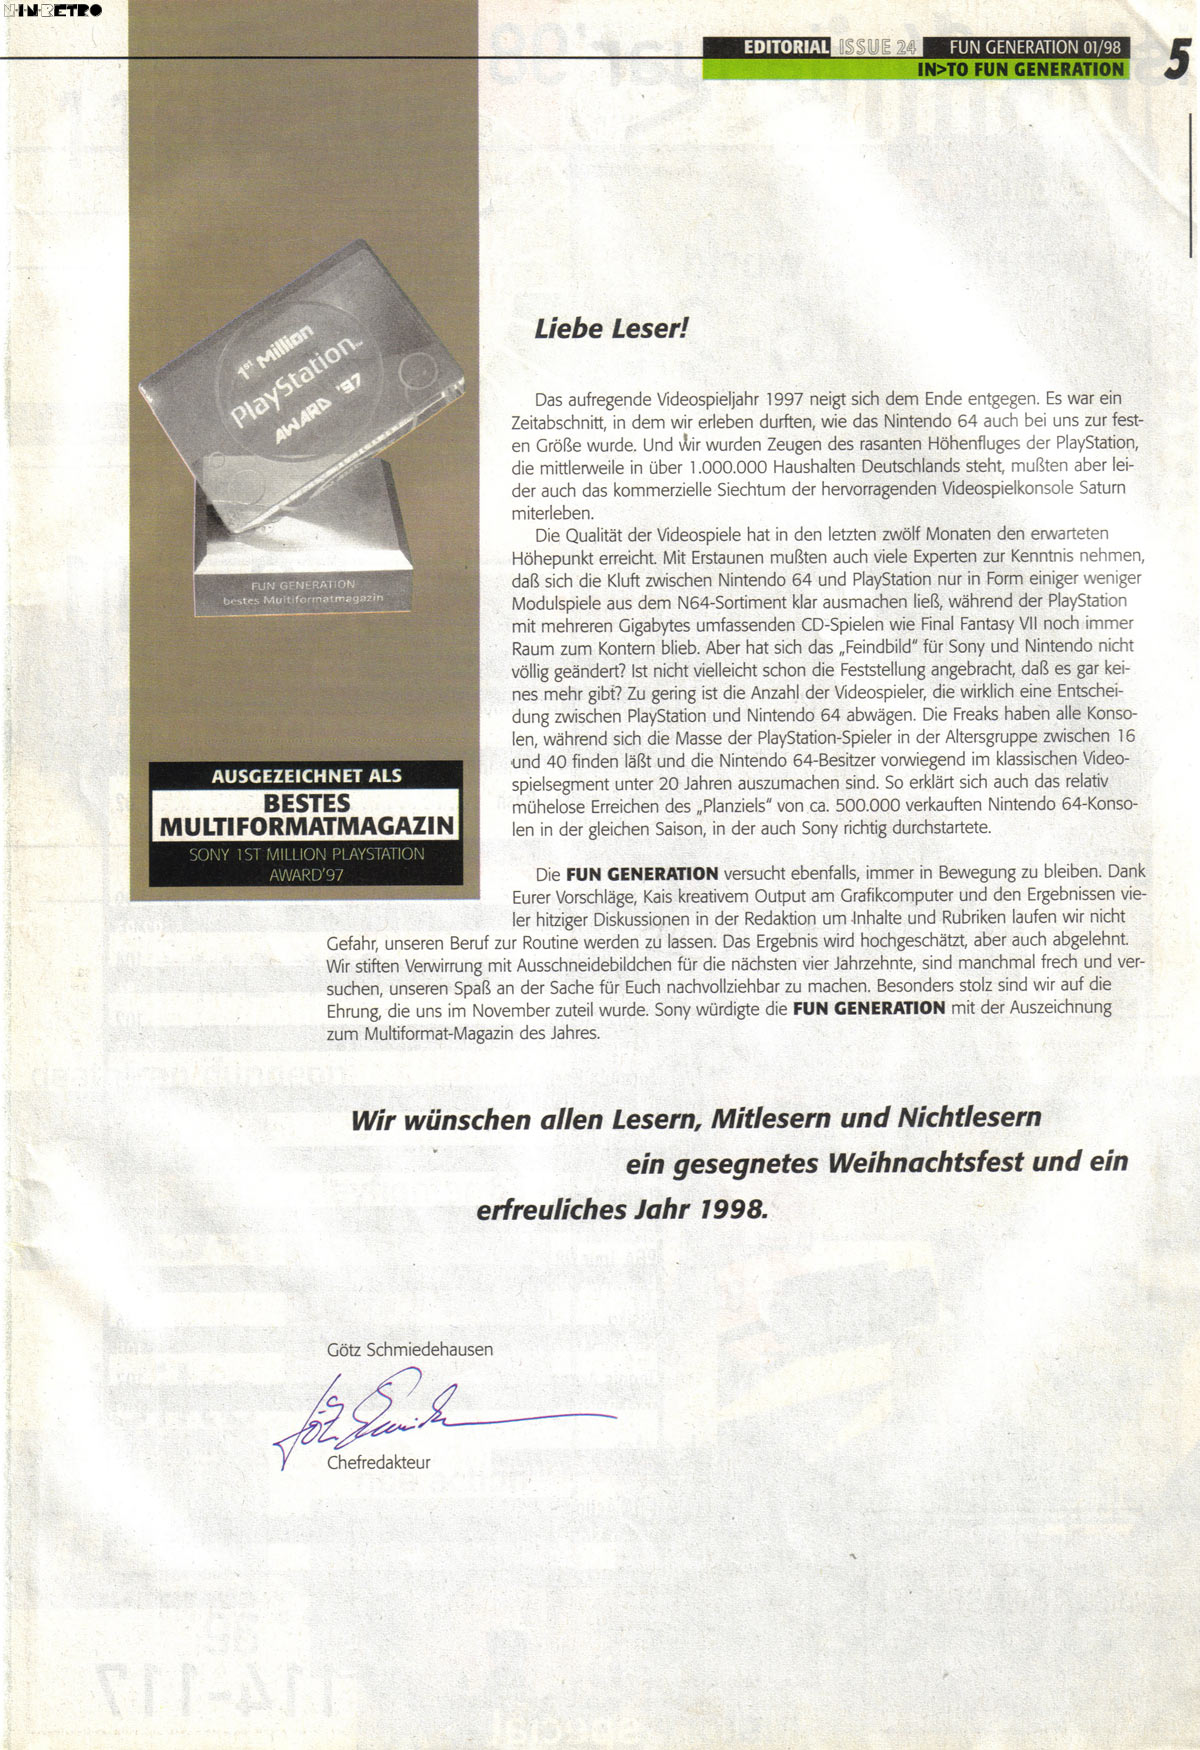 N-IN-RETRO
EDITORIAL ISSUE 24 FUN GENERATION 01/98
IN>TO FUN GENERATION
5
1st Million
PlayStation
AWARD '97
FUN GENERATION
bestes Multiformatmagazin
AUSGEZEICHNET ALS
BESTES
MULTIFORMATMAGAZIN
SONY 1ST MILLION PLAYSTATION
AWARD'97
Liebe Leser!
Das aufregende Videospieljahr 1997 neigt sich dem Ende entgegen. Es war ein
Zeitabschnitt, in dem wir erleben durften, wie das Nintendo 64 auch bei uns zur fest-
en Größe wurde. Und wir wurden Zeugen des rasanten Höhenfluges der PlayStation,
die mittlerweile in über 1.000.000 Haushalten Deutschlands steht, mußten aber lei-
der auch das kommerzielle Siechtum der hervorragenden Videospielkonsole Saturn
miterleben.
Die Qualität der Videospiele hat in den letzten zwölf Monaten den erwarteten
Höhepunkt erreicht. Mit Erstaunen mußten auch viele Experten zur Kenntnis nehmen,
daß sich die Kluft zwischen Nintendo 64 und PlayStation nur in Form einiger weniger
Modulspiele aus dem N64-Sortiment klar ausmachen ließ, während der PlayStation
mit mehreren Gigabytes umfassenden CD-Spielen wie Final Fantasy VII noch immer
Raum zum Kontern blieb. Aber hat sich das „Feindbild" für Sony und Nintendo nicht
völlig geändert? Ist nicht vielleicht schon die Feststellung angebracht, daß es gar kei-
nes mehr gibt? Zu gering ist die Anzahl der Videospieler, die wirklich eine Entschei-
dung zwischen PlayStation und Nintendo 64 abwägen. Die Freaks haben alle Konso-
len, während sich die Masse der PlayStation-Spieler in der Altersgruppe zwischen 16
und 40 finden läßt und die Nintendo 64-Besitzer vorwiegend im klassischen Video-
spielsegment unter 20 Jahren auszumachen sind. So erklärt sich auch das relativ
mühelose Erreichen des „Planziels" von ca. 500.000 verkauften Nintendo 64-Konso-
len in der gleichen Saison, in der auch Sony richtig durchstartete.
Die FUN GENERATION versucht ebenfalls, immer in Bewegung zu bleiben. Dank
Eurer Vorschläge, Kais kreativem Output am Grafikcomputer und den Ergebnissen vie-
ler hitziger Diskussionen in der Redaktion um Inhalte und Rubriken laufen wir nicht
Gefahr, unseren Beruf zur Routine werden zu lassen. Das Ergebnis wird hochgeschätzt, aber auch abgelehnt.
Wir stiften Verwirrung mit Ausschneidebildchen für die nächsten vier Jahrzehnte, sind manchmal frech und ver-
suchen, unseren Spaß an der Sache für Euch nachvollziehbar zu machen. Besonders stolz sind wir auf die
Ehrung, die uns im November zuteil wurde. Sony würdigte die FUN GENERATION mit der Auszeichnung
zum Multiformat-Magazin des Jahres.
Wir wünschen allen Lesern, Mitlesern und Nichtlesern
ein gesegnetes Weihnachtsfest und ein
erfreuliches Jahr 1998.
Götz Schmiedehausen
Chefredakteur